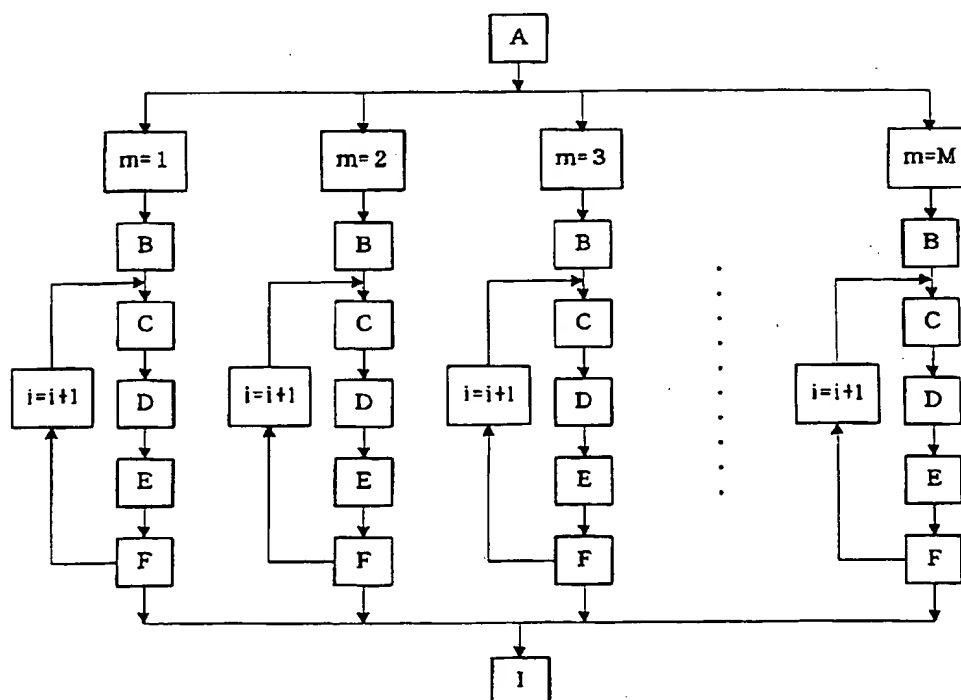 A
m=1 m=2 m=3 m=M
B B B B
C C C C
i=i+1 D i=i+1 D i=i+1 D i=i+1 D
E E E E
F F F F
I